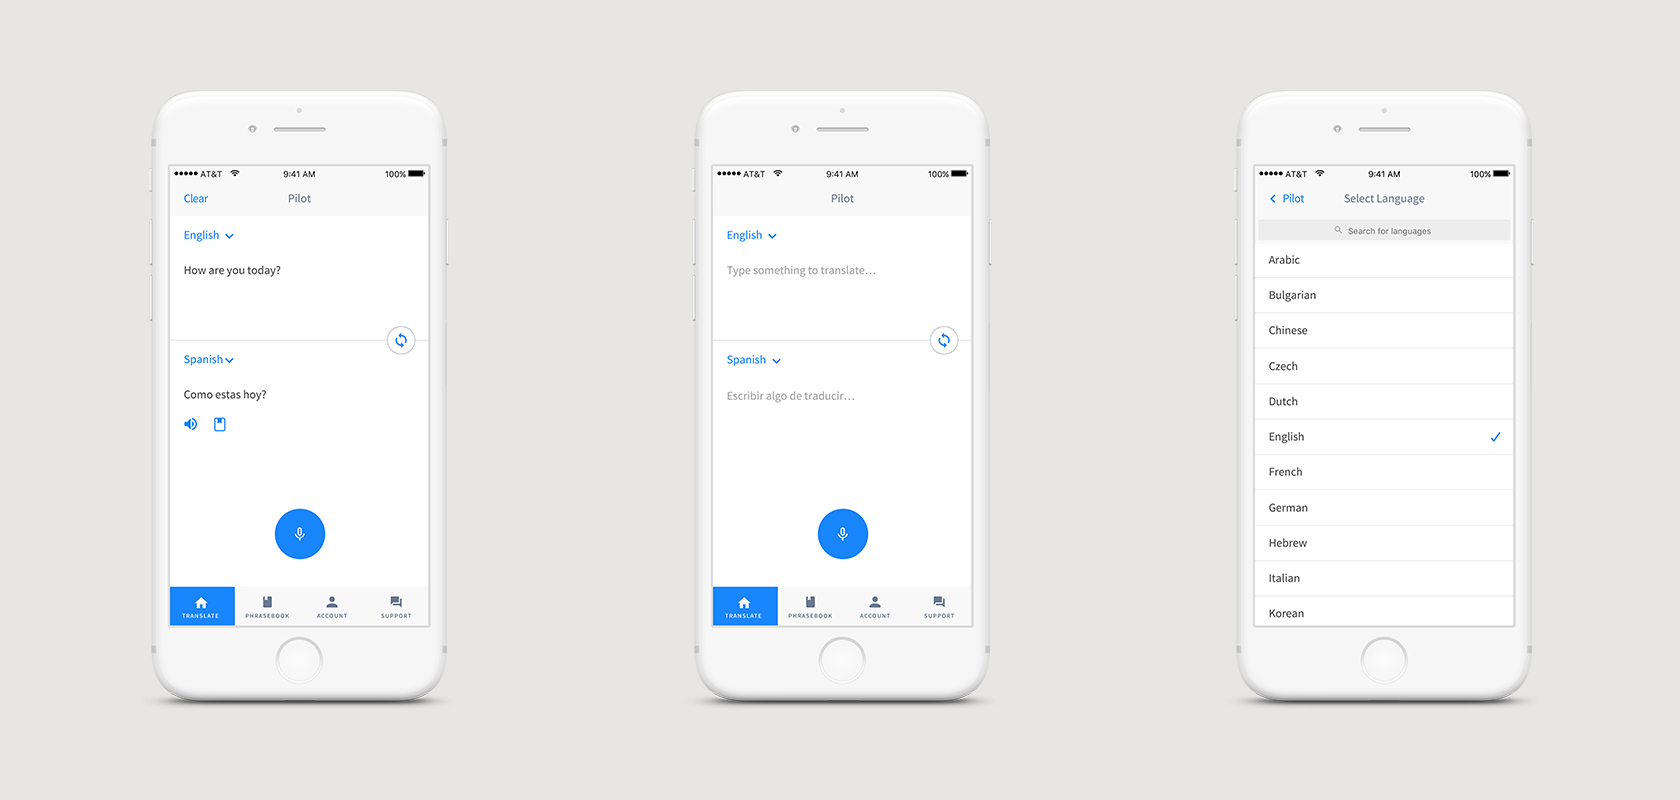 AT&T 9:41 AM 100%
Clear Pilot
English
How are you today?
Spanish
Como estas hoy?
TRANSLATE PHRASEBOOK ACCOUNT SUPPORT
AT&T 9:41 AM 100%
Pilot
English
Type something to translate...
Spanish
Escribir algo de traducir...
TRANSLATE PHRASEBOOK ACCOUNT SUPPORT
AT&T 9:41 AM 100%
Pilot Select Language
Search for languages
Arabic
Bulgarian
Chinese
Czech
Dutch
English
French
German
Hebrew
Italian
Korean